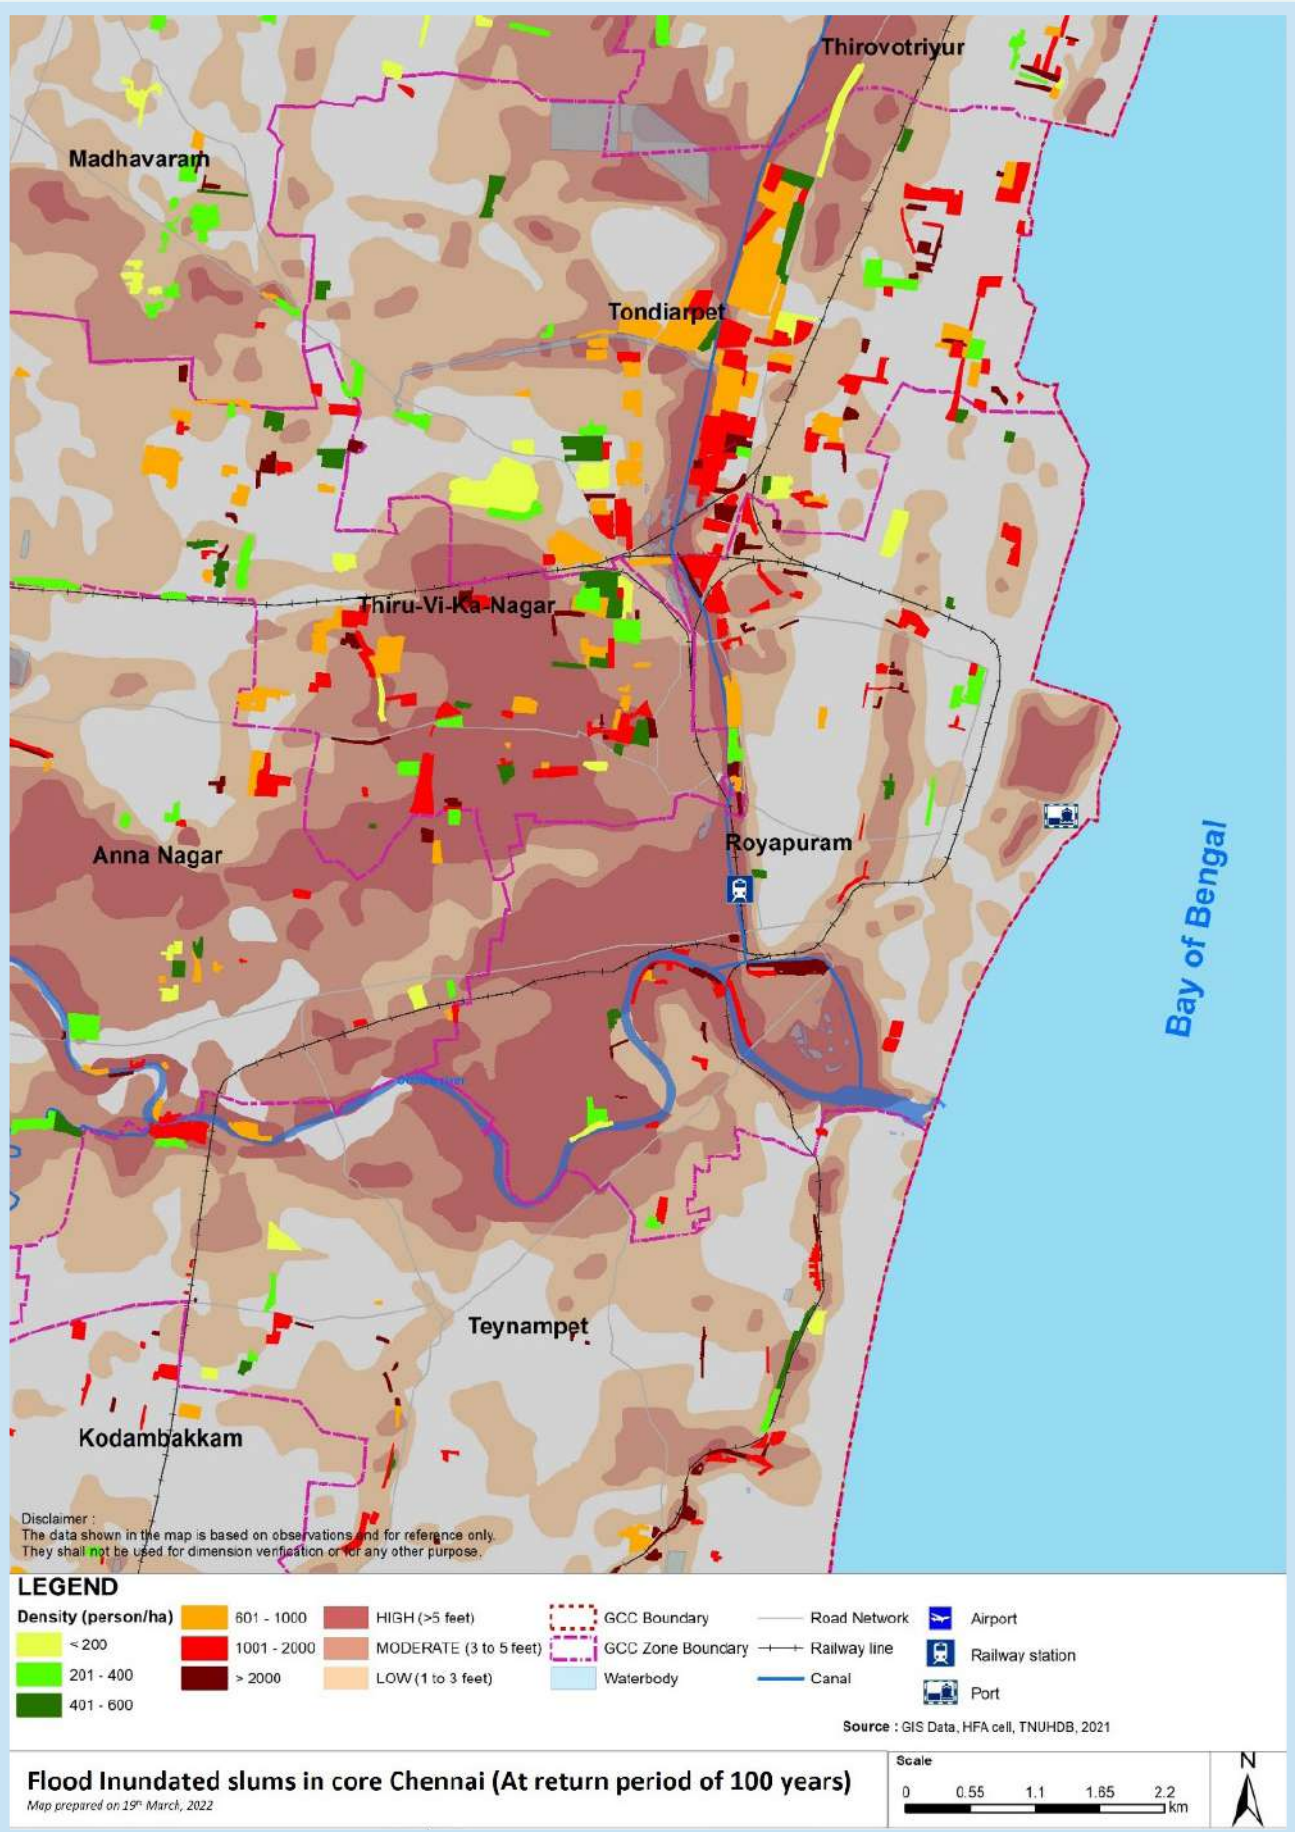 Thirovotriyur
Madhavaram
Tondiarpet
Thiru-Vi-Ka-Nagar
Royapuram
Anna Nagar
Bay of Bengal
river
Teynampet
Kodambakkam
Disclaimer :
The data shown in the map is based on observations and for reference only.
They shall not be used for dimension verification or for any other purpose.
LEGEND
Density (person/ha)
< 200
201 - 400
401 - 600
601 - 1000
1001 - 2000
> 2000
HIGH (>5 feet)
MODERATE (3 to 5 feet)
LOW (1 to 3 feet)
GCC Boundary
GCC Zone Boundary
Waterbody
Road Network
Railway line
Canal
Airport
Railway station
Port
Source : GIS Data, HFA cell, TNUHDB, 2021
Flood Inundated slums in core Chennai (At return period of 100 years)
Map prepared on 19th March, 2022
Scale
0 0.55 1.1 1.65 2.2
km
N